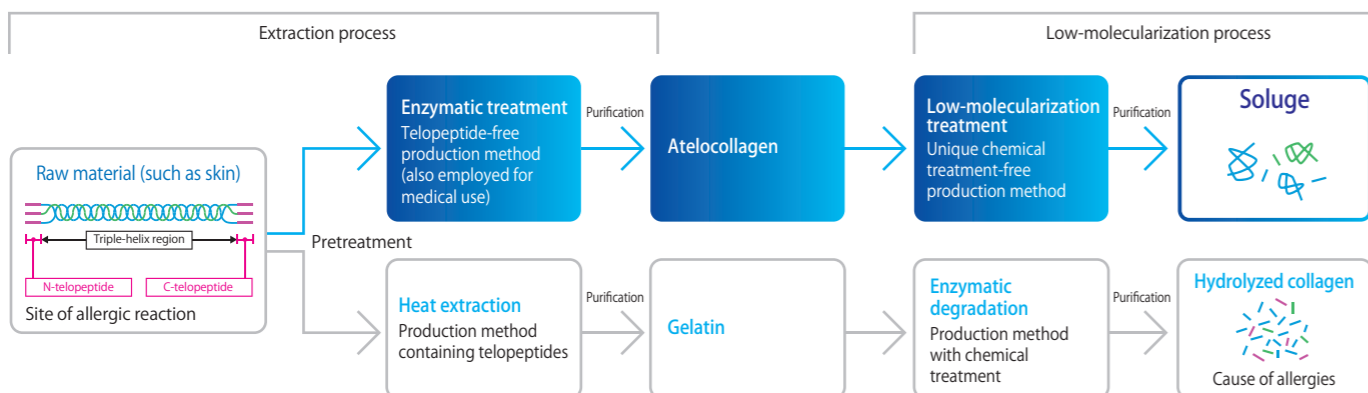 Extraction process
Low-molecularization process
Raw material (such as skin)
Triple-helix region
N-telopeptide
C-telopeptide
Site of allergic reaction
Pretreatment
Enzymatic treatment
Telopeptide-free
production method
(also employed for
medical use)
Purification
Atelocollagen
Low-molecularization
treatment
Unique chemical
treatment-free
production method
Purification
Soluge
Heat extraction
Production method
containing telopeptides
Purification
Gelatin
Enzymatic
degradation
Production method
with chemical
treatment
Purification
Hydrolyzed collagen
Cause of allergies